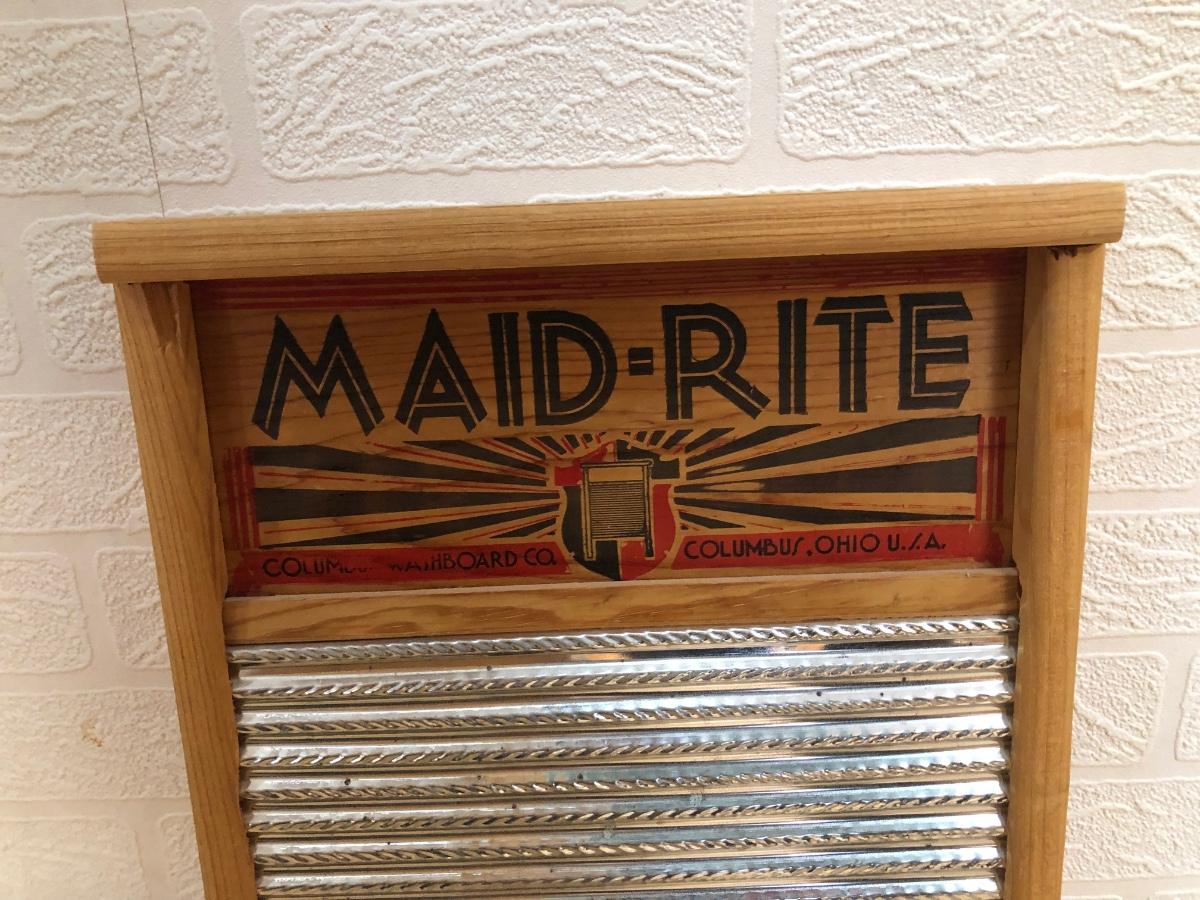 MAID=RITE
WASHBOARD CO.
COLUMBUS, OHIO U.S.A.